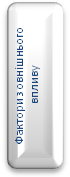 Фактори зовнішнього
впливу